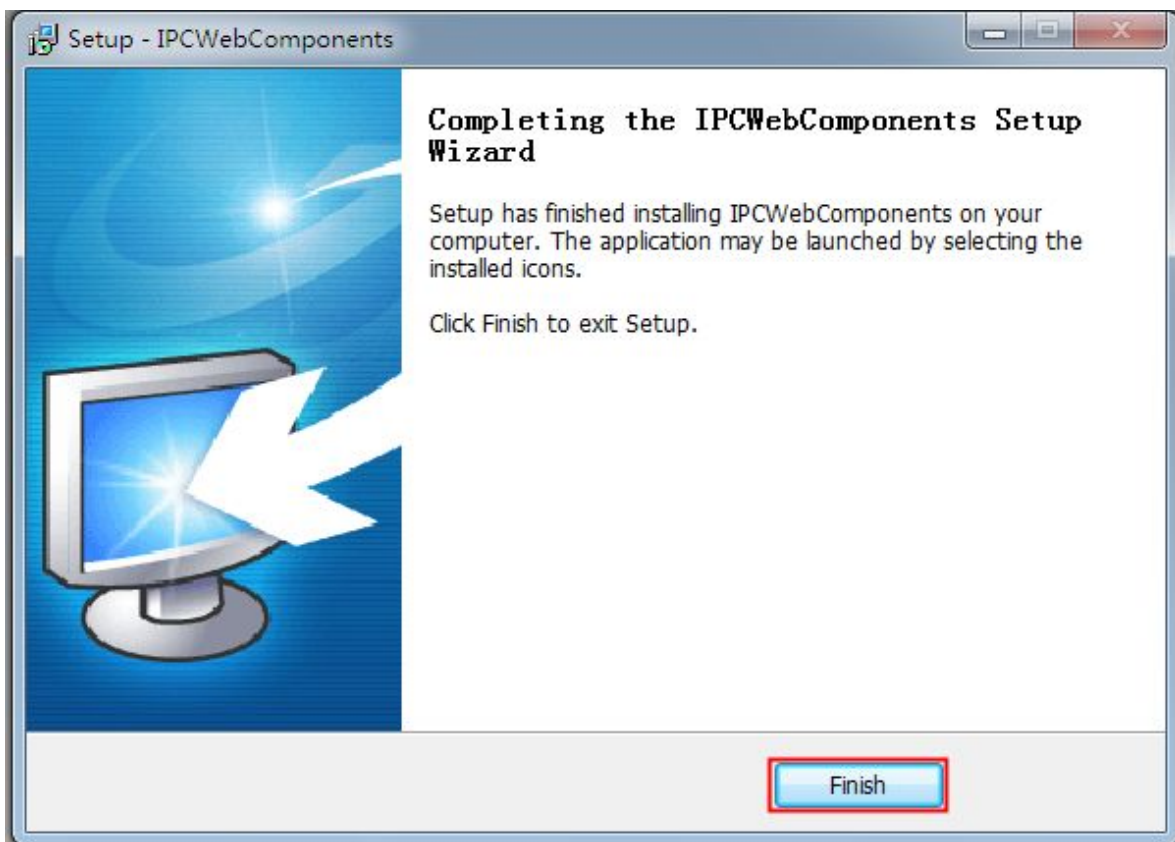 Setup - IPCWebComponents
Completing the IPCWebComponents Setup
Wizard
Setup has finished installing IPCWebComponents on your
computer. The application may be launched by selecting the
installed icons.
Click Finish to exit Setup.
Finish